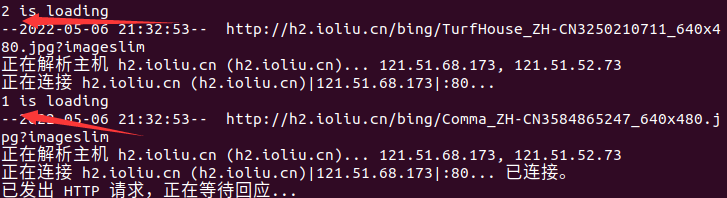 2 is loading
--2022-05-06 21:32:53--  http://h2.ioliu.cn/bing/TurfHouse_ZH-CN3250210711_640x4
80.jpg?imageslim
正在解析主机 h2.ioliu.cn (h2.ioliu.cn)... 121.51.68.173, 121.51.52.73
正在连接 h2.ioliu.cn (h2.ioliu.cn)|121.51.68.173|:80...
1 is loading
--2022-05-06 21:32:53--  http://h2.ioliu.cn/bing/Comma_ZH-CN3584865247_640x480.j
pg?imageslim
正在解析主机 h2.ioliu.cn (h2.ioliu.cn)... 121.51.68.173, 121.51.52.73
正在连接 h2.ioliu.cn (h2.ioliu.cn)|121.51.68.173|:80... 已连接。
已发出 HTTP 请求，正在等待回应...